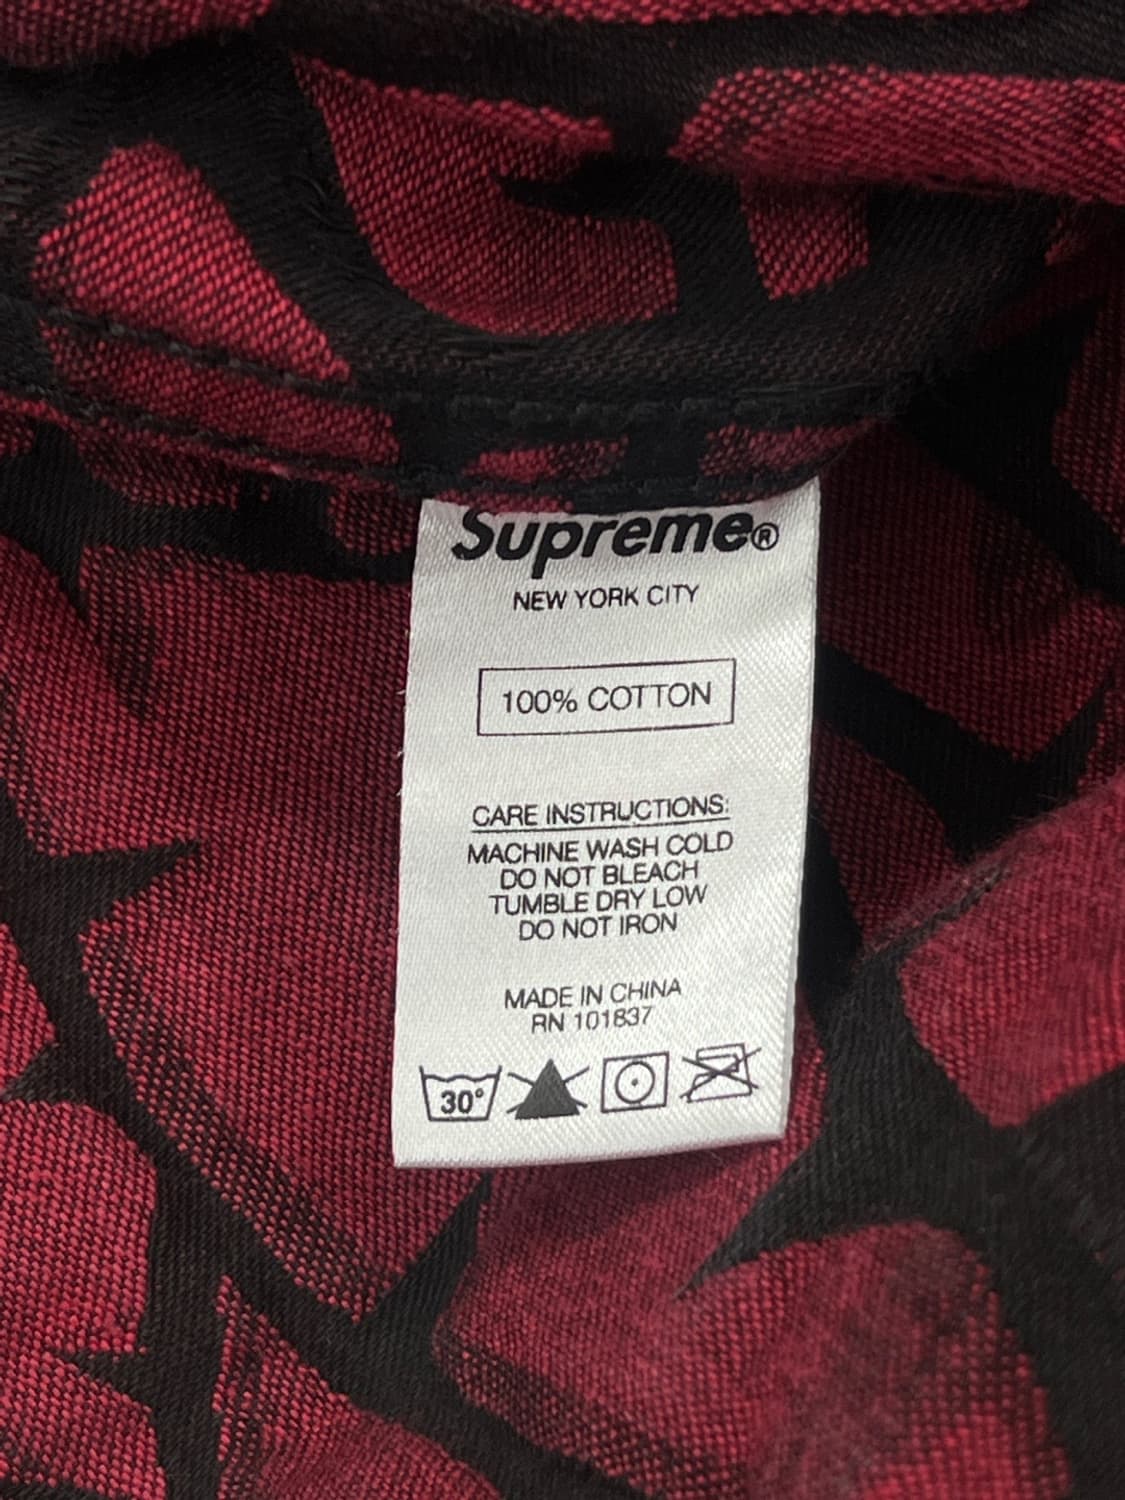 Supreme®
NEW YORK CITY
100% COTTON
CARE INSTRUCTIONS:
MACHINE WASH COLD
DO NOT BLEACH
TUMBLE DRY LOW
DO NOT IRON
MADE IN CHINA
RN 101837
30°